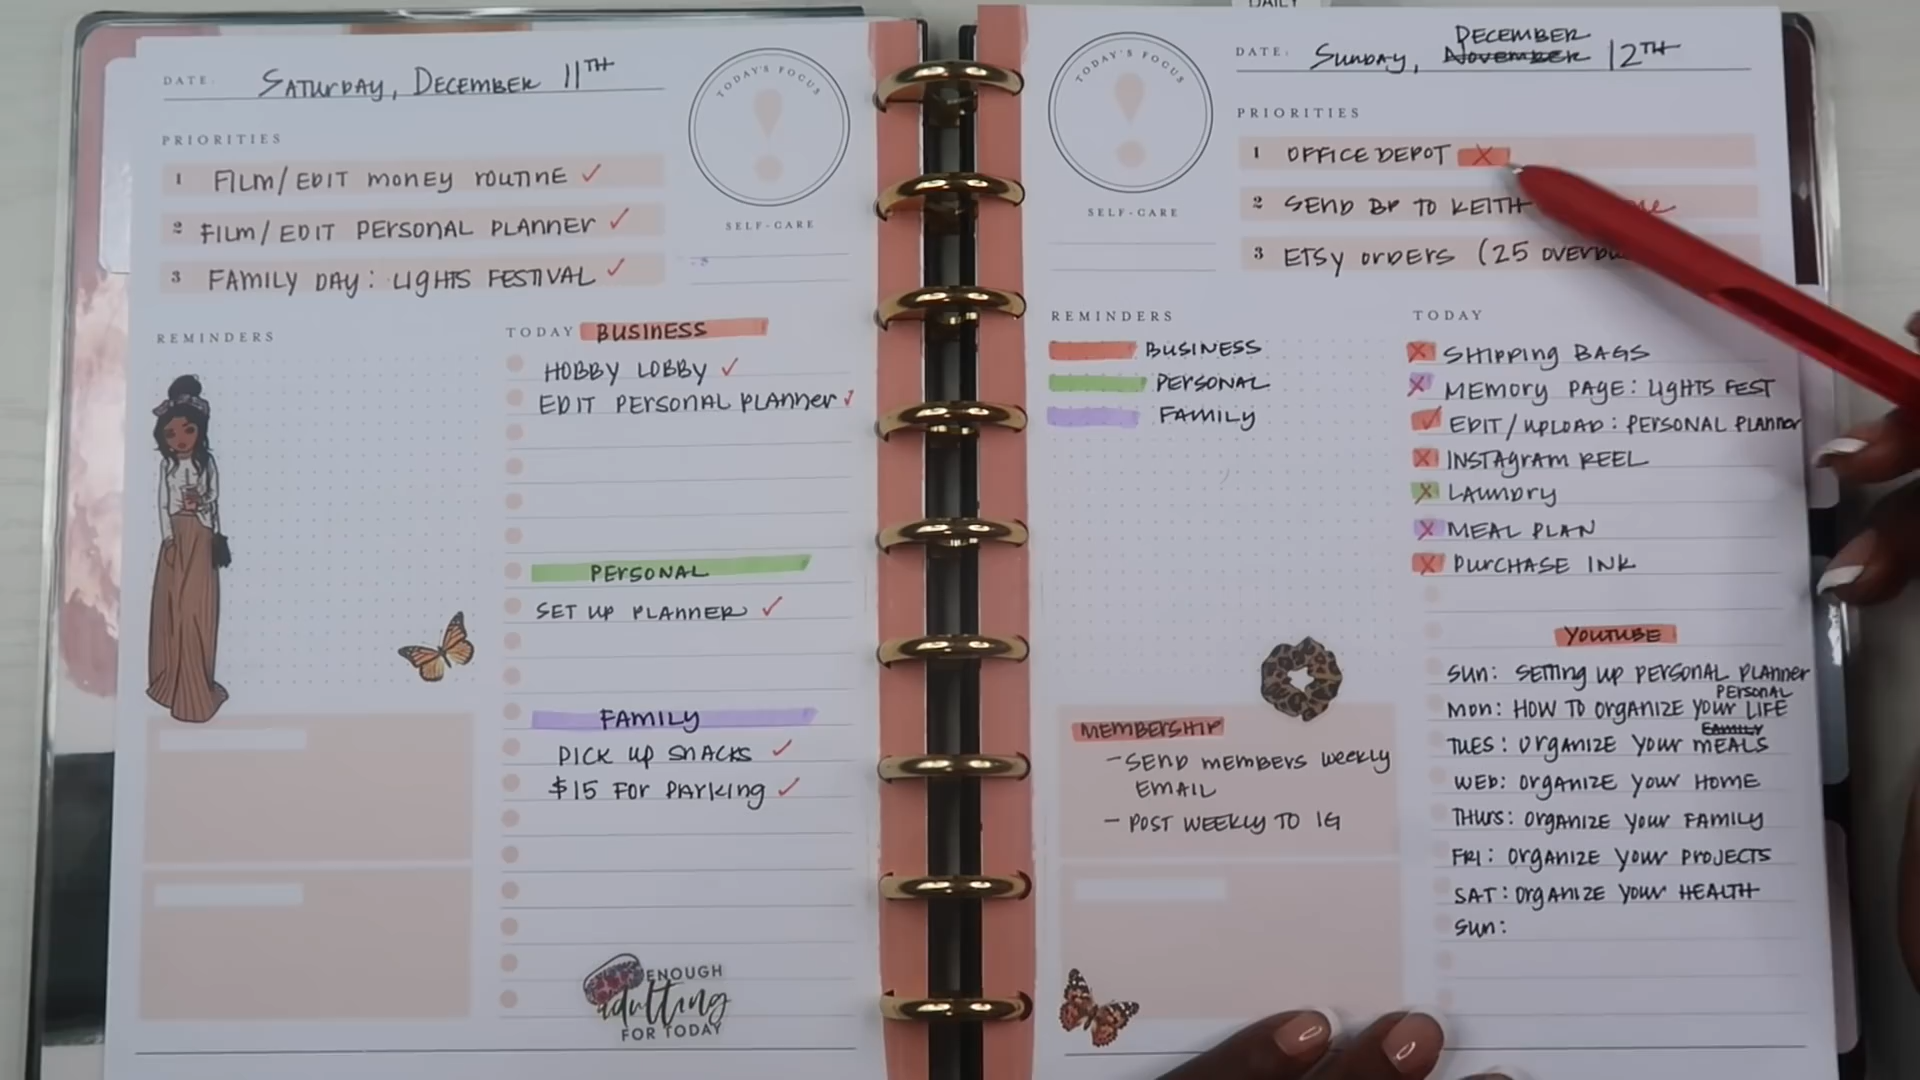 DAILY
DATE: SATURDAY, DECEMBER 11TH
TODAY'S FOCUS
PRIORITIES
1 FILM/EDIT MONEY ROUTINE ✓
2 FILM/EDIT PERSONAL PLANNER ✓
3 FAMILY DAY: LIGHTS FESTIVAL ✓
SELF-CARE
REMINDERS
TODAY BUSINESS
HOBBY LOBBY ✓
EDIT PERSONAL PLANNER ✓
PERSONAL
SET UP PLANNER ✓
FAMILY
PICK UP SNACKS ✓
$15 FOR PARKING ✓
ENOUGH
adulting
FOR TODAY
TODAY'S FOCUS
SELF-CARE
DECEMBER
DATE: SUNDAY, NOVEMBER 12TH
PRIORITIES
1 OFFICE DEPOT X
2 SEND BP TO KEITH
3 ETSY ORDERS (25
REMINDERS
BUSINESS
PERSONAL
FAMILY
TODAY
X SHIPPING BAGS
X MEMORY PAGE: LIGHTS FEST
✓ EDIT/UPLOAD: PERSONAL PLANNER
X INSTAGRAM REEL
X LAUNDRY
X MEAL PLAN
X PURCHASE INK
YOUTUBE
SUN: SETTING UP PERSONAL PLANNER
PERSONAL
MON: HOW TO ORGANIZE YOUR LIFE
FAMILY
TUES: ORGANIZE YOUR MEALS
WED: ORGANIZE YOUR HOME
THURS: ORGANIZE YOUR FAMILY
FRI: ORGANIZE YOUR PROJECTS
SAT: ORGANIZE YOUR HEALTH
SUN:
MEMBERSHIP
- SEND MEMBERS WEEKLY
EMAIL
- POST WEEKLY TO IG